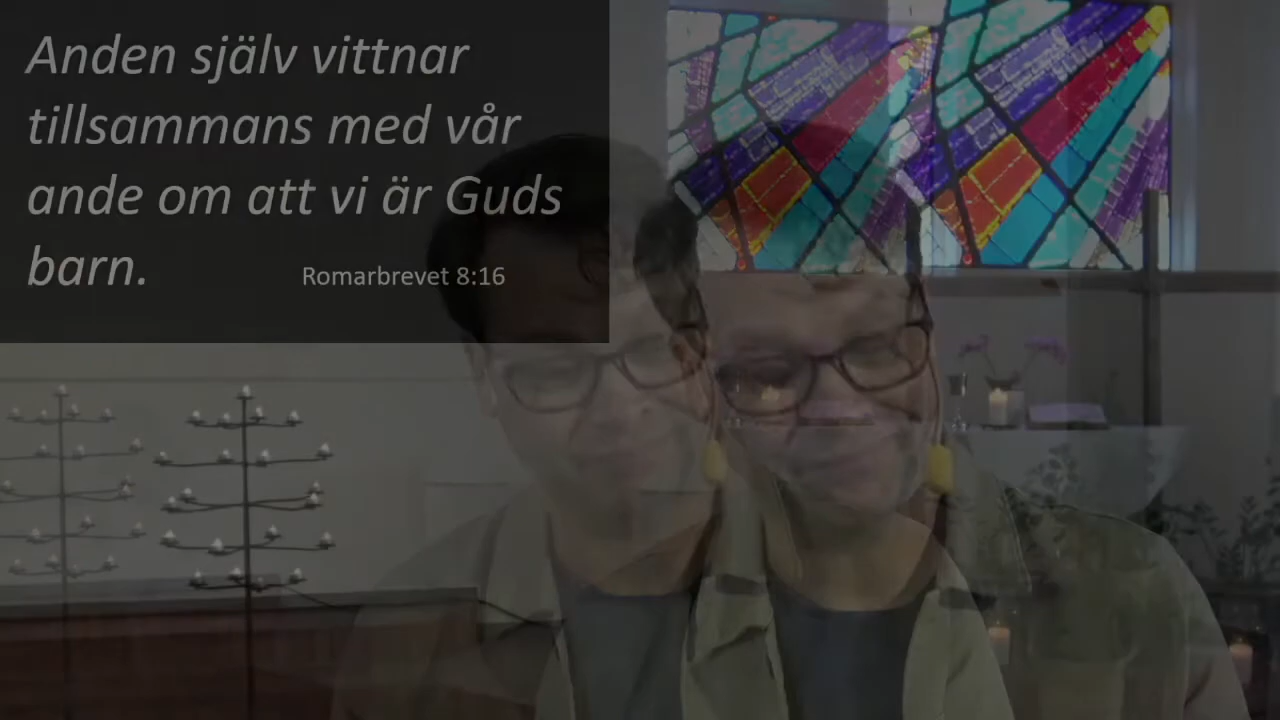 Anden själv vittnar
tillsammans med vår
ande om att vi är Guds
barn.
Romarbrevet 8:16